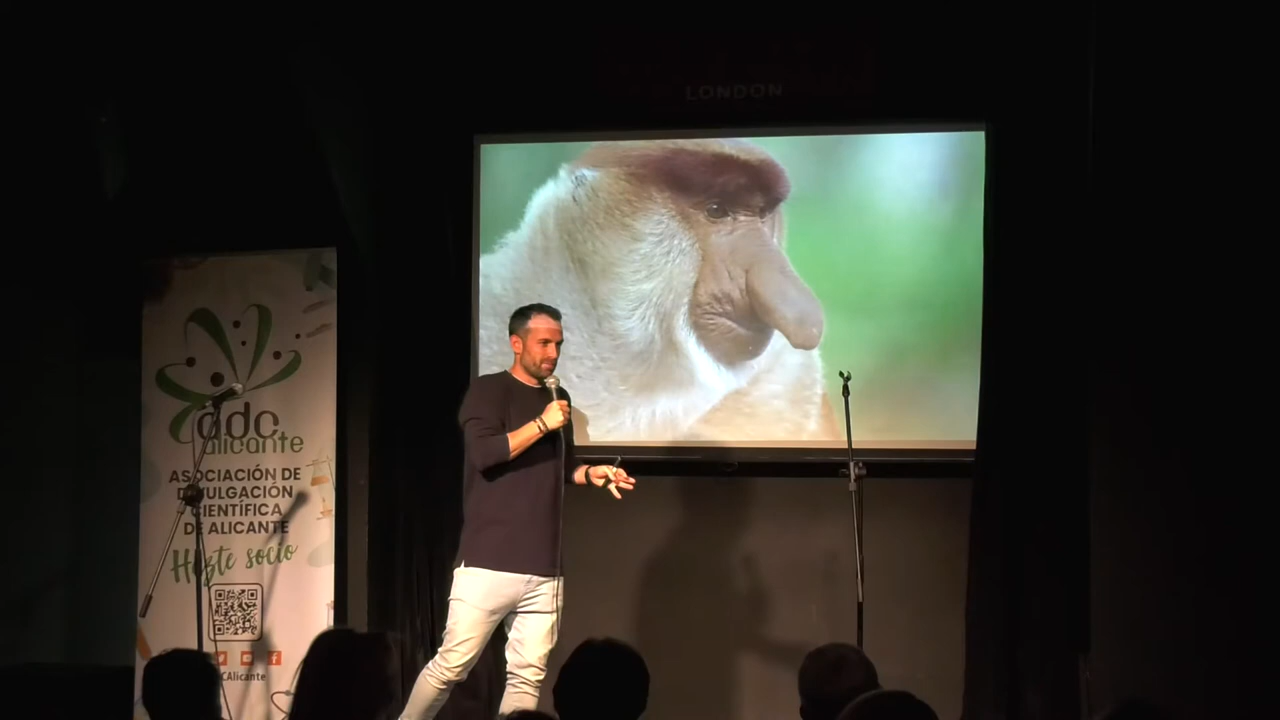 LONDON
adc
alicante
ASOCIACIÓN DE
DIVULGACIÓN
CIENTÍFICA
DE ALICANTE
Hazte socio
CAlicante